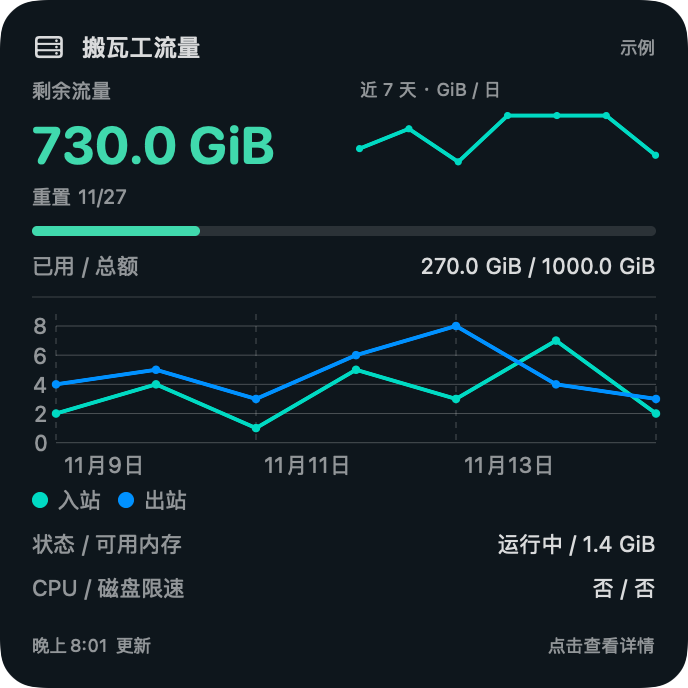 搬瓦工流量
示例
剩余流量
近 7 天 · GiB / 日
730.0 GiB
重置 11/27
已用 / 总额
270.0 GiB / 1000.0 GiB
8
6
4
2
0
11月9日
11月11日
11月13日
入站
出站
状态 / 可用内存
运行中 / 1.4 GiB
CPU / 磁盘限速
否 / 否
晚上 8:01 更新
点击查看详情